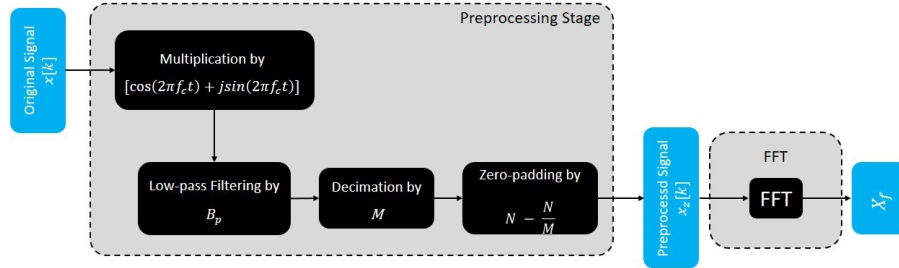 Preprocessing Stage
Original Signal
x[k]
Multiplication by
[cos(2πf_c t) + jsin(2πf_c t)]
Low-pass Filtering by
B_p
Decimation by
M
Zero-padding by
N − N/M
Preprocessd Signal
x_z[k]
FFT
FFT
X_f